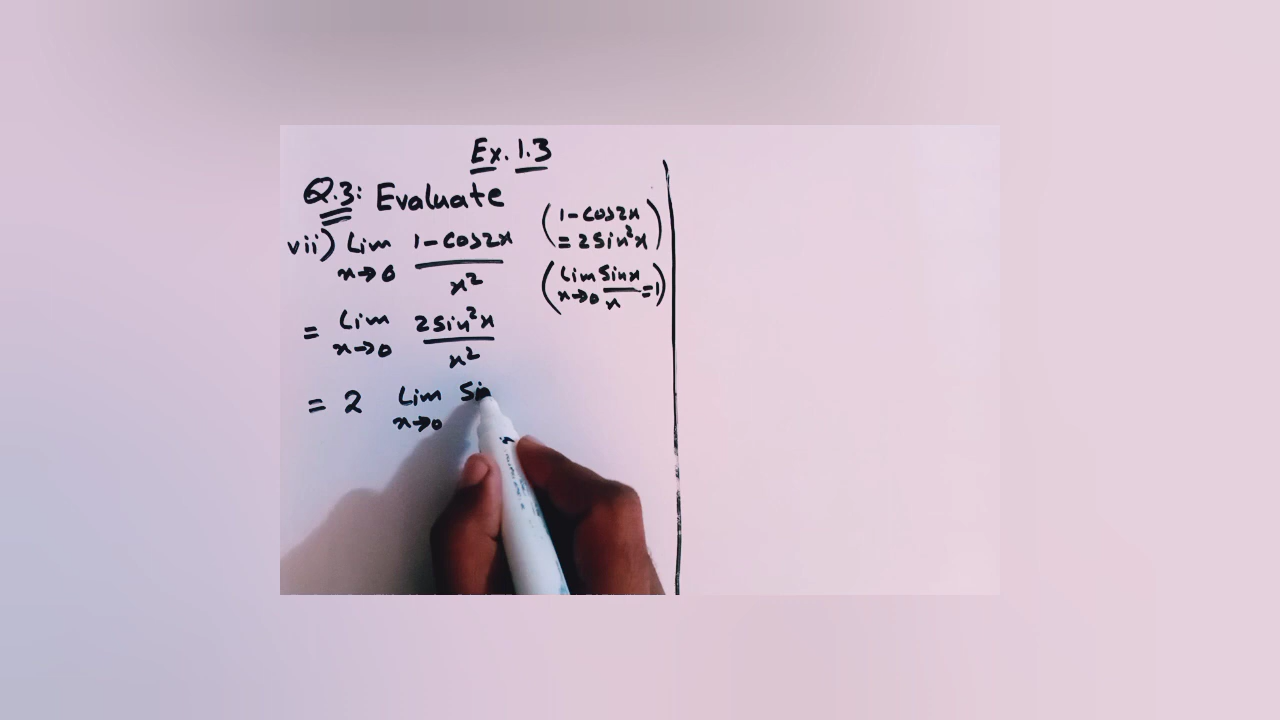 Ex. 1.3
Q.3: Evaluate
vii) Lim x→0 1-Cos2x / x²
(1-Cos2x = 2Sin²x)
(Lim x→0 Sinx / x = 1)
= Lim x→0 2Sin²x / x²
= 2 Lim x→0 Sin